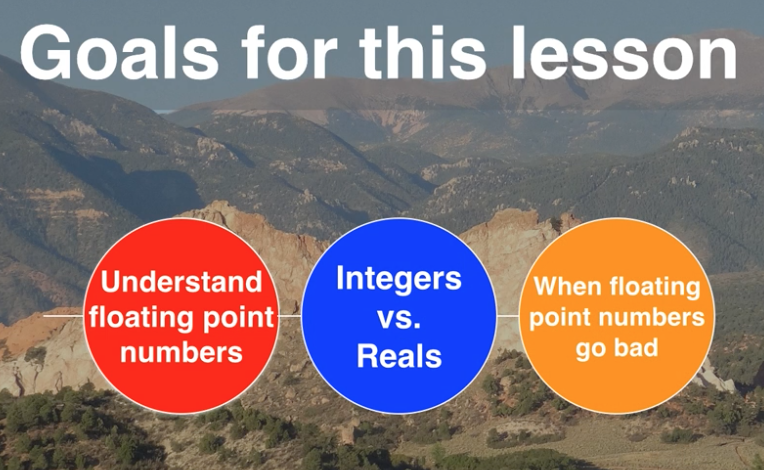 Goals for this lesson
Understand
floating point
numbers
Integers
vs.
Reals
When floating
point numbers
go bad